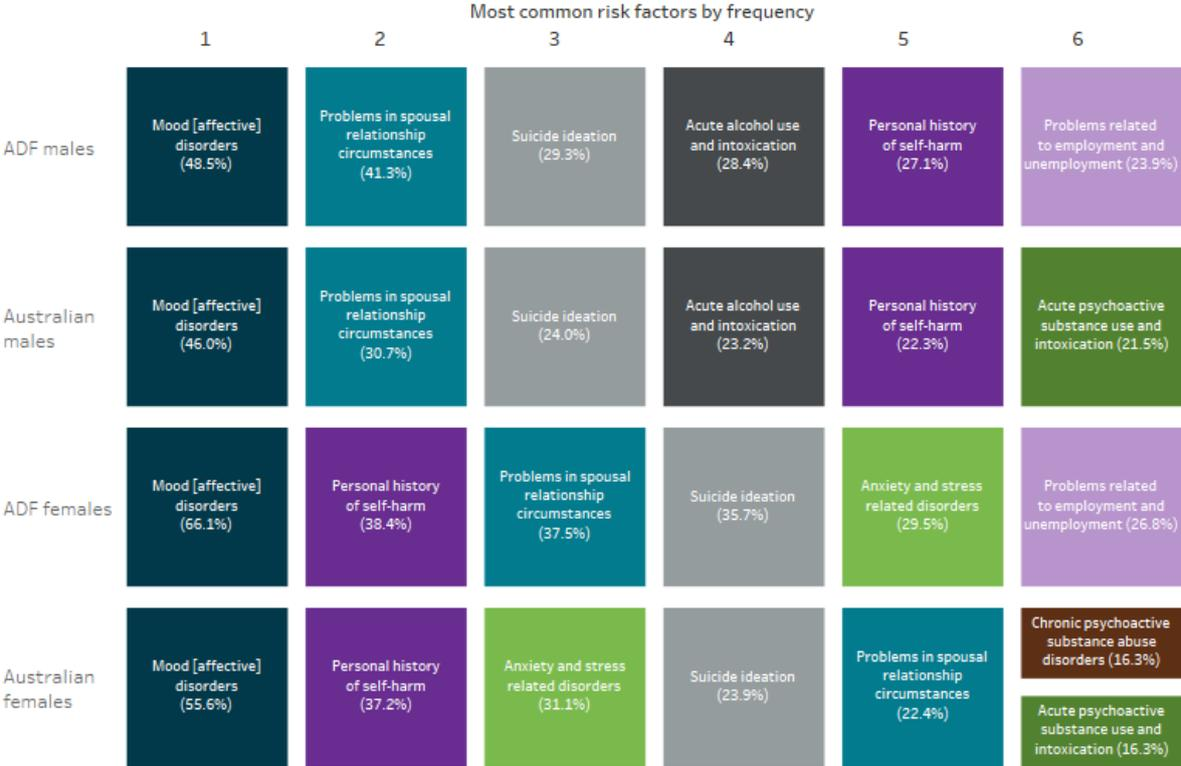 Most common risk factors by frequency
1 2 3 4 5 6
ADF males
Mood [affective]
disorders
(48.5%)
Problems in spousal
relationship
circumstances
(41.3%)
Suicide ideation
(29.3%)
Acute alcohol use
and intoxication
(28.4%)
Personal history
of self-harm
(27.1%)
Problems related
to employment and
unemployment (23.9%)
Australian
males
Mood [affective]
disorders
(46.0%)
Problems in spousal
relationship
circumstances
(30.7%)
Suicide ideation
(24.0%)
Acute alcohol use
and intoxication
(23.2%)
Personal history
of self-harm
(22.3%)
Acute psychoactive
substance use and
intoxication (21.5%)
ADF females
Mood [affective]
disorders
(66.1%)
Personal history
of self-harm
(38.4%)
Problems in spousal
relationship
circumstances
(37.5%)
Suicide ideation
(35.7%)
Anxiety and stress
related disorders
(29.5%)
Problems related
to employment and
unemployment (26.8%)
Australian
females
Mood [affective]
disorders
(55.6%)
Personal history
of self-harm
(37.2%)
Anxiety and stress
related disorders
(31.1%)
Suicide ideation
(23.9%)
Problems in spousal
relationship
circumstances
(22.4%)
Chronic psychoactive
substance abuse
disorders (16.3%)
Acute psychoactive
substance use and
intoxication (16.3%)